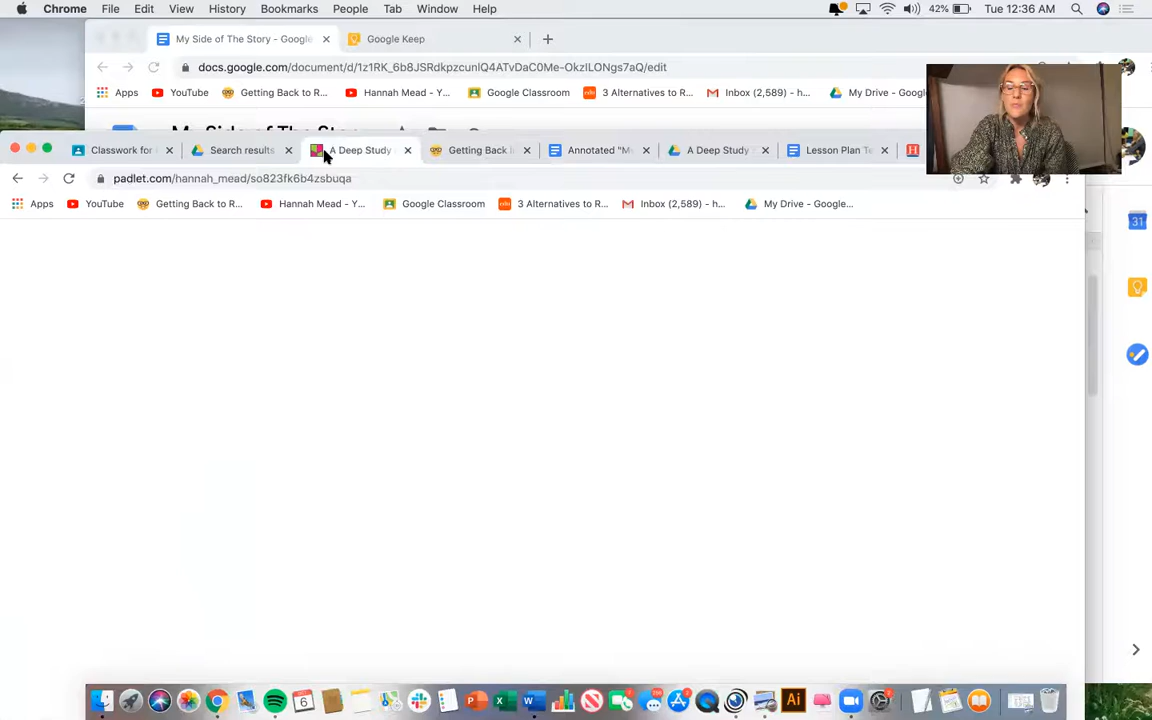 Chrome File Edit View History Bookmarks People Tab Window Help 42% Tue 12:36 AM
My Side of The Story - Google Google Keep
docs.google.com/document/d/1z1RK_6b8JSRdkpzcunlQ4ATvDaC0Me-OkzILONgs7aQ/edit
Apps YouTube Getting Back to R... Hannah Mead - Y... Google Classroom 3 Alternatives to R... Inbox (2,589) - h... My Drive - Google
Classwork for Search results A Deep Study Getting Back A Deep Study Lesson Plan Te
padlet.com/hannah_mead/so823fk6b4zsbuqa
Apps YouTube Getting Back to R... Hannah Mead - Y... Google Classroom 3 Alternatives to R... Inbox (2,589) - h... My Drive - Google...
31
Ai